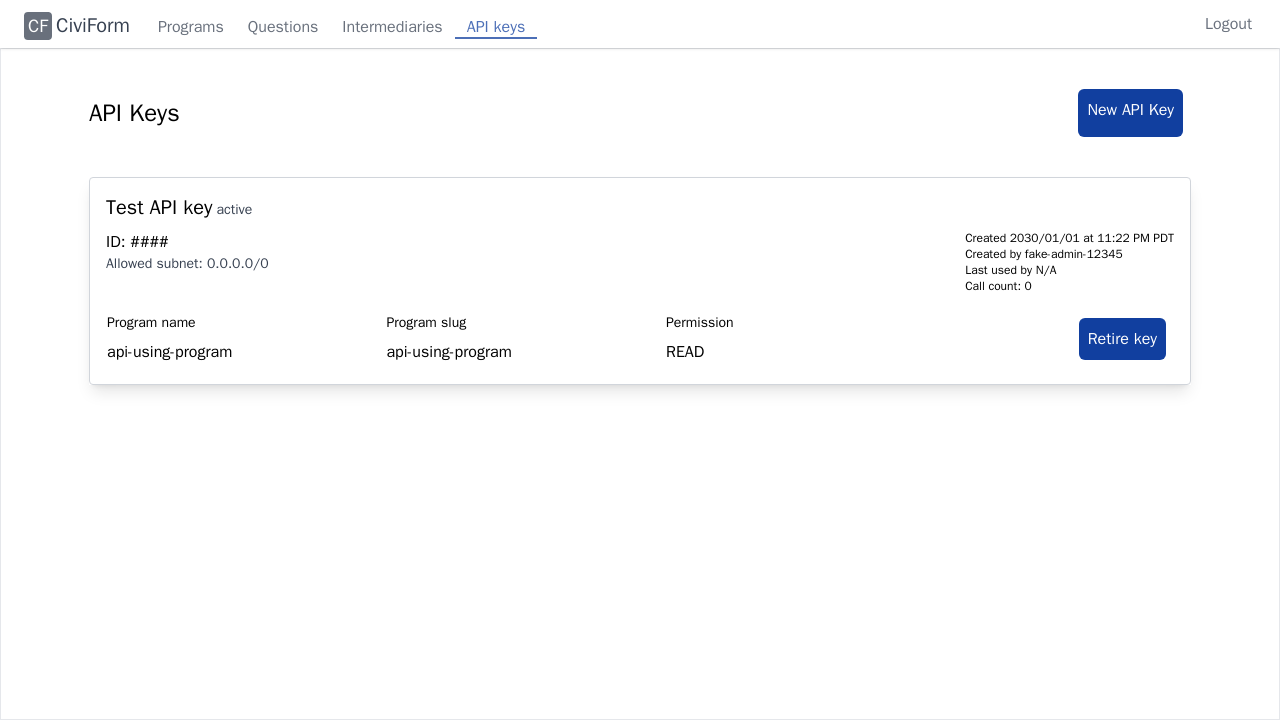 CF CiviForm Programs Questions Intermediaries API keys Logout
API Keys New API Key
Test API key active
ID: ####
Allowed subnet: 0.0.0.0/0
Created 2030/01/01 at 11:22 PM PDT
Created by fake-admin-12345
Last used by N/A
Call count: 0
Program name Program slug Permission
api-using-program api-using-program READ
Retire key